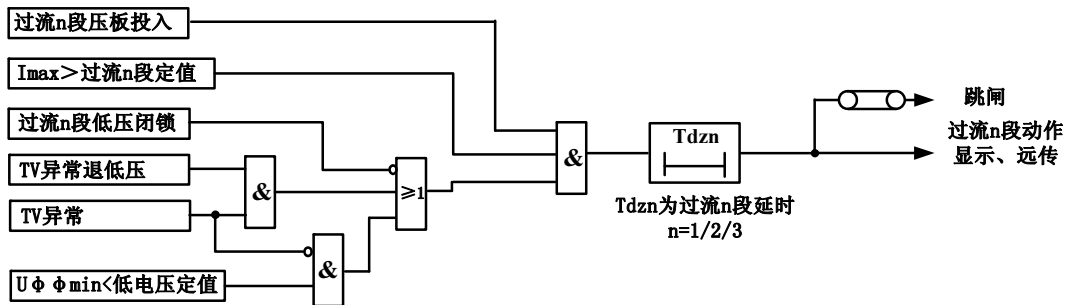 过流n段压板投入
Imax＞过流n段定值
过流n段低压闭锁
TV异常退低压
TV异常
UΦΦmin<低电压定值
&
&
≥1
&
Tdzn
Tdzn为过流n段延时
n=1/2/3
跳闸
过流n段动作
显示、远传